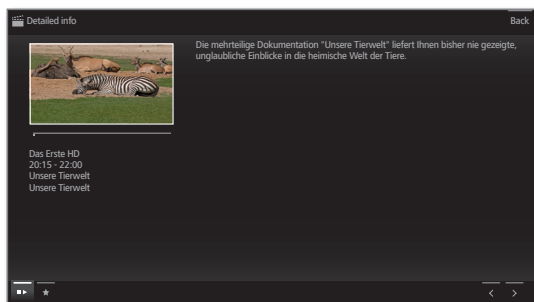 Detailed info
Back
Die mehrteilige Dokumentation "Unsere Tierwelt" liefert Ihnen bisher nie gezeigte,
unglaubliche Einblicke in die heimische Welt der Tiere.
Das Erste HD
20:15 - 22:00
Unsere Tierwelt
Unsere Tierwelt